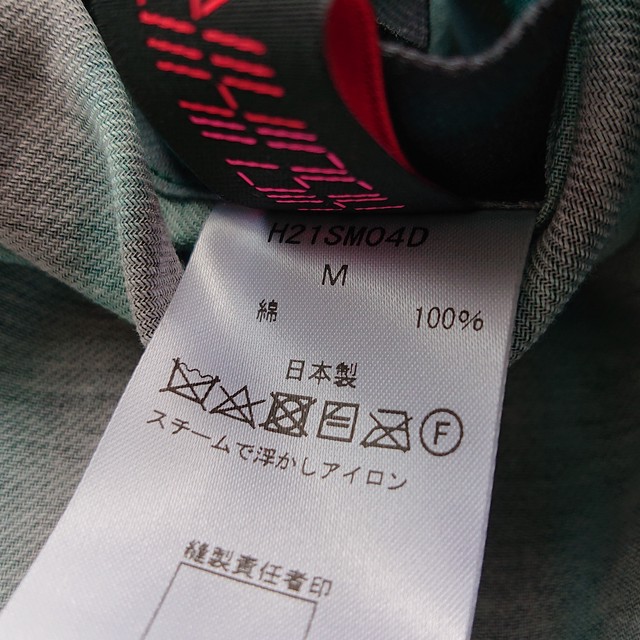 H21SM04D
M
綿 100%
日本製
F
スチームで浮かしアイロン
縫製責任者印